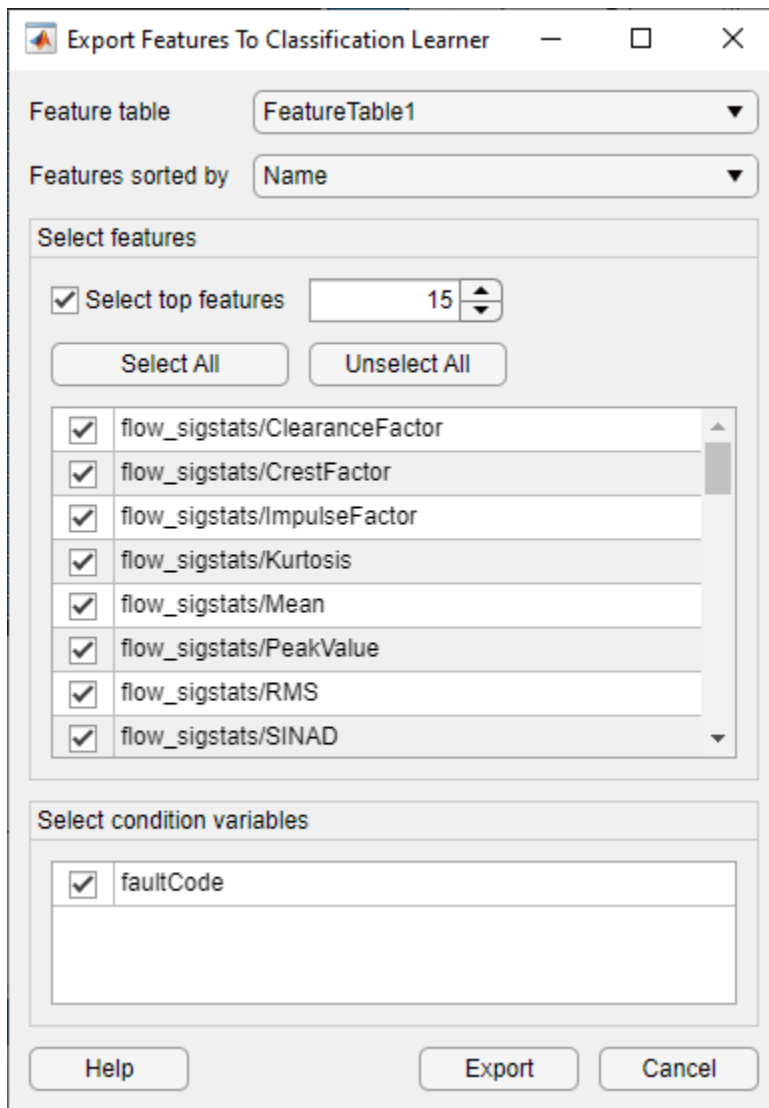 Export Features To Classification Learner
Feature table FeatureTable1
Features sorted by Name
Select features
Select top features 15
Select All Unselect All
flow_sigstats/ClearanceFactor
flow_sigstats/CrestFactor
flow_sigstats/ImpulseFactor
flow_sigstats/Kurtosis
flow_sigstats/Mean
flow_sigstats/PeakValue
flow_sigstats/RMS
flow_sigstats/SINAD
Select condition variables
faultCode
Help Export Cancel